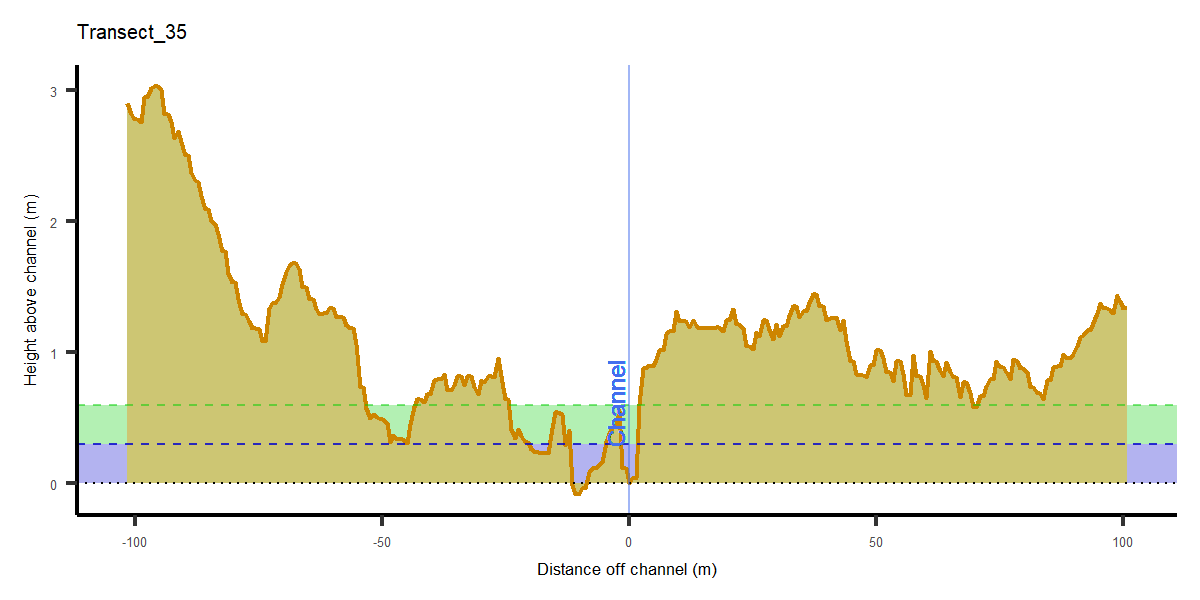 Transect_35
Height above channel (m)
3
2
1
0
Channel
-100
-50
0
50
100
Distance off channel (m)